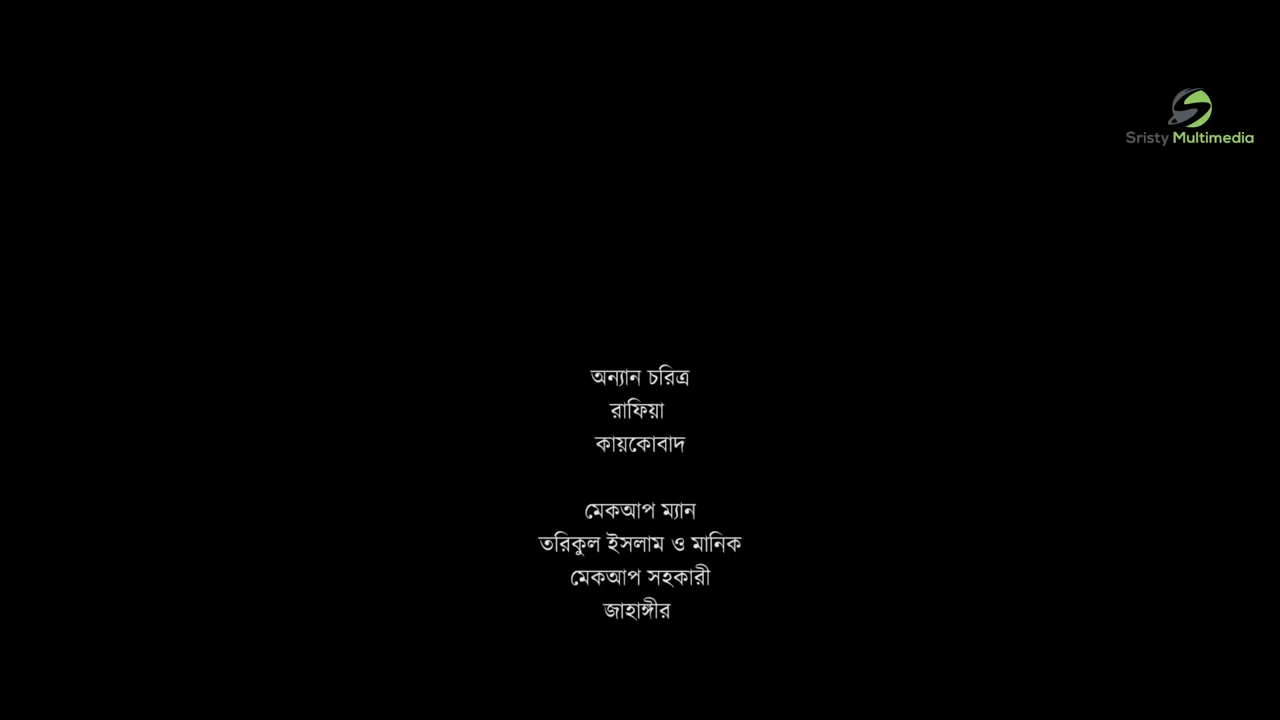 Sristy Multimedia
অন্যান চরিত্র
রাফিয়া
কায়কোবাদ
মেকআপ ম্যান
তরিকুল ইসলাম ও মানিক
মেকআপ সহকারী
জাহাঙ্গীর